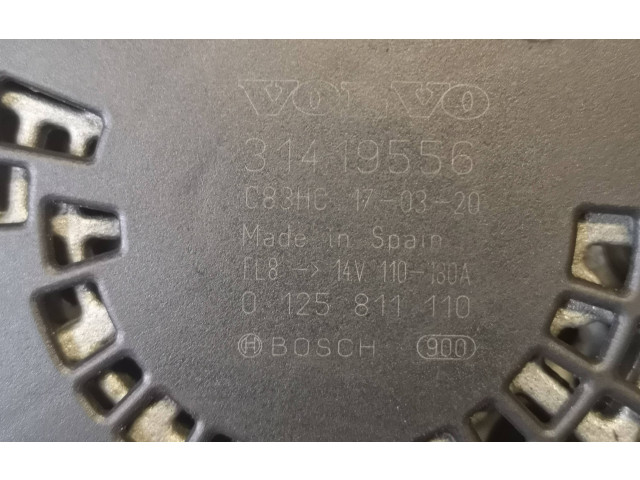 VOLVO
31419556
C83HC 17-03-20
Made in Spain
FL8 -> 14V 110-180A
0 125 811 110
H BOSCH 900